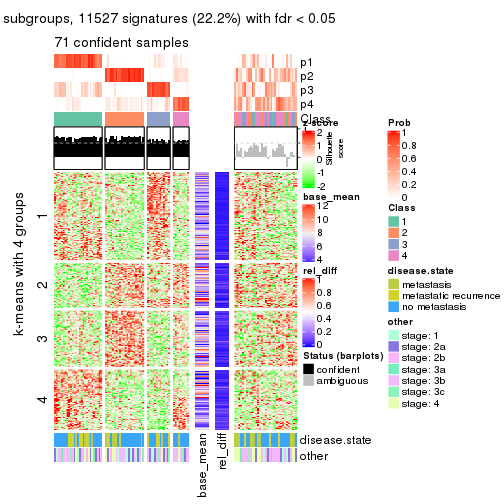 subgroups, 11527 signatures (22.2%) with fdr < 0.05
71 confident samples
p1
p2
p3
p4
Class
Silhouette
score
k-means with 4 groups
1
2
3
4
base_mean
rel_diff
disease.state
other
z-score
2
1
0
-1
-2
base_mean
12
10
8
6
4
rel_diff
1
0.8
0.6
0.4
0.2
0
Status (barplots)
confident
ambiguous
Prob
1
0.8
0.6
0.4
0.2
0
Class
1
2
3
4
disease.state
metastasis
metastatic recurrence
no metastasis
other
stage: 1
stage: 2a
stage: 2b
stage: 3a
stage: 3b
stage: 3c
stage: 4